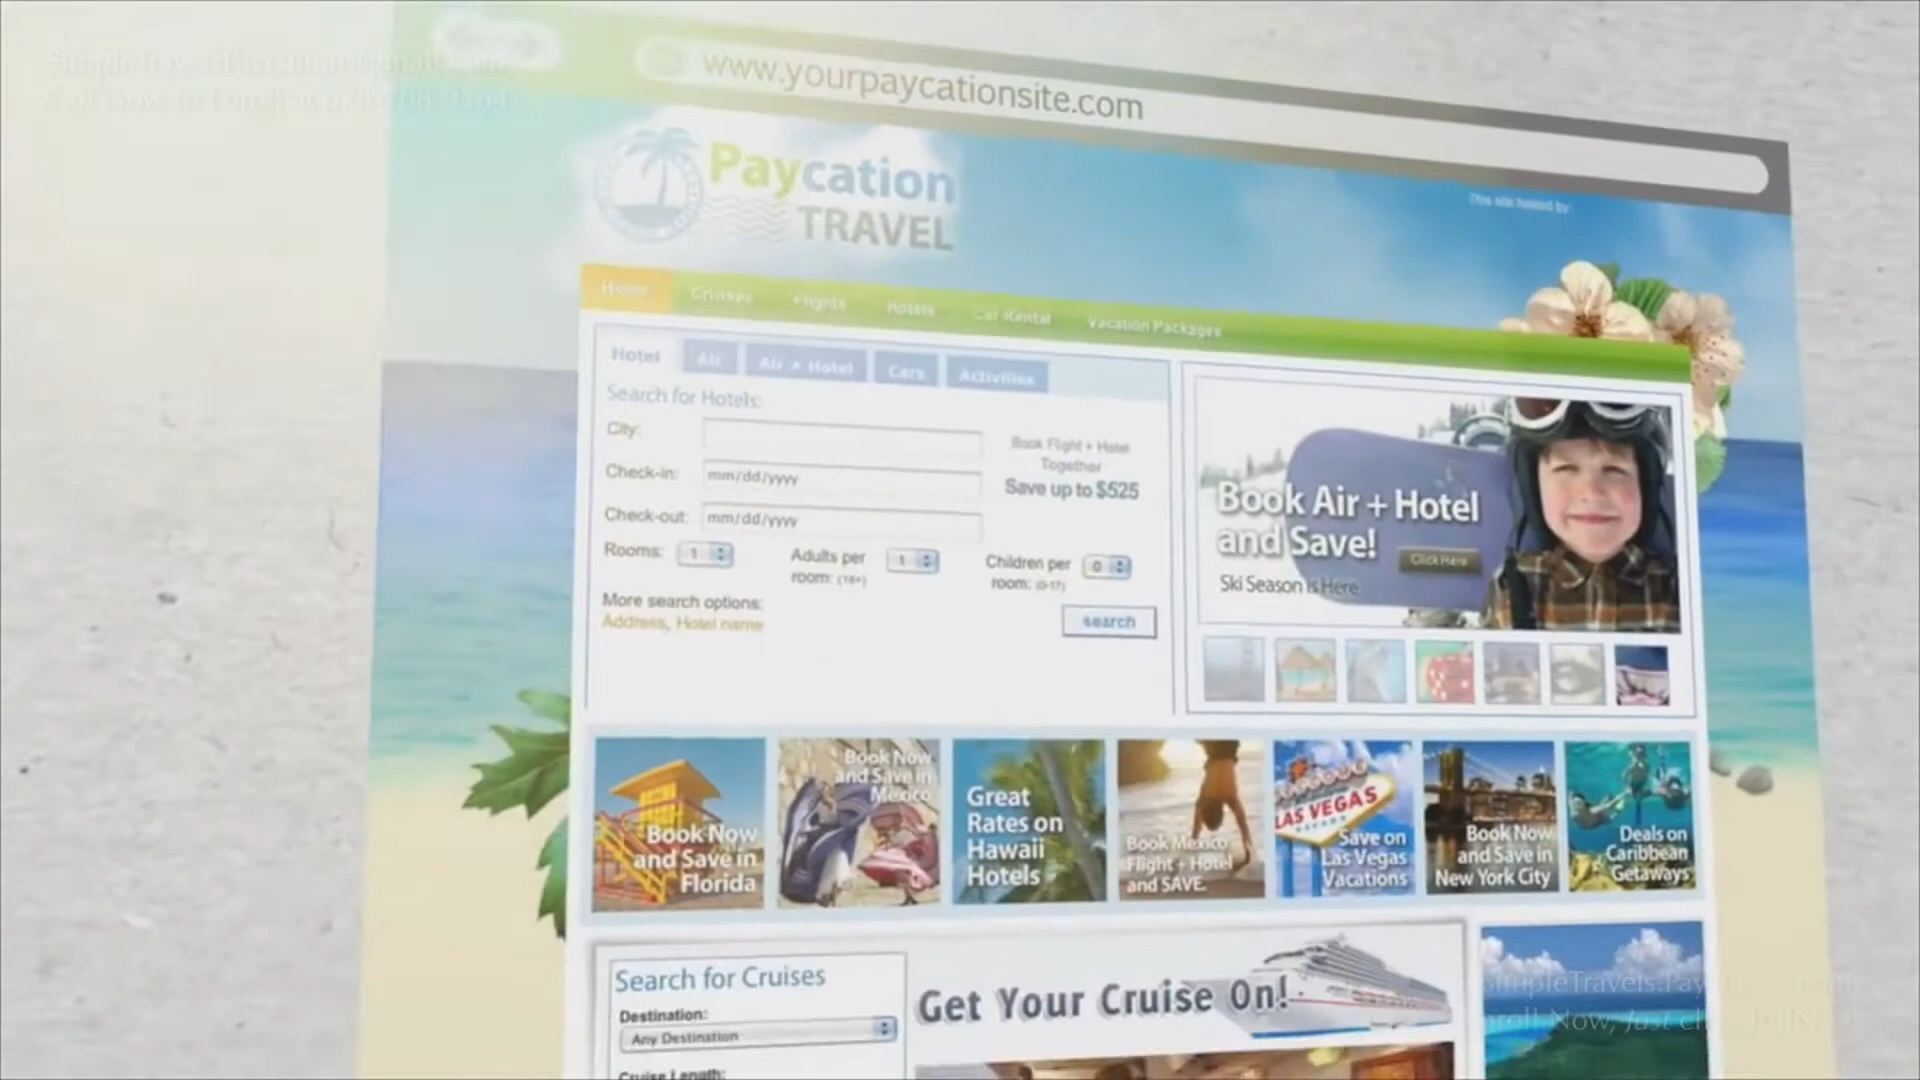 www.yourpaycationsite.com
Paycation
TRAVEL
This site hosted by:
Home Cruises Flights Hotels Car Rental Vacation Packages
Hotel Air Air + Hotel Cars Activities
Search for Hotels:
City:
Check-in: mm/dd/yyyy
Check-out: mm/dd/yyyy
Book Flight + Hotel
Together
Save up to $525
Rooms: 1
Adults per
room: (18+)
1
Children per
room: (0-17)
0
More search options:
Address, Hotel name
search
Book Air + Hotel
and Save!
Click Here
Ski Season is Here
Book Now
and Save in
Florida
Book Now
and Save in
Mexico
Great
Rates on
Hawaii
Hotels
Book Mexico
Flight + Hotel
and SAVE.
LAS VEGAS
Save on
Las Vegas
Vacations
Book Now
and Save in
New York City
Deals on
Caribbean
Getaways
Search for Cruises
Destination:
Any Destination
Cruise Length:
Get Your Cruise On!